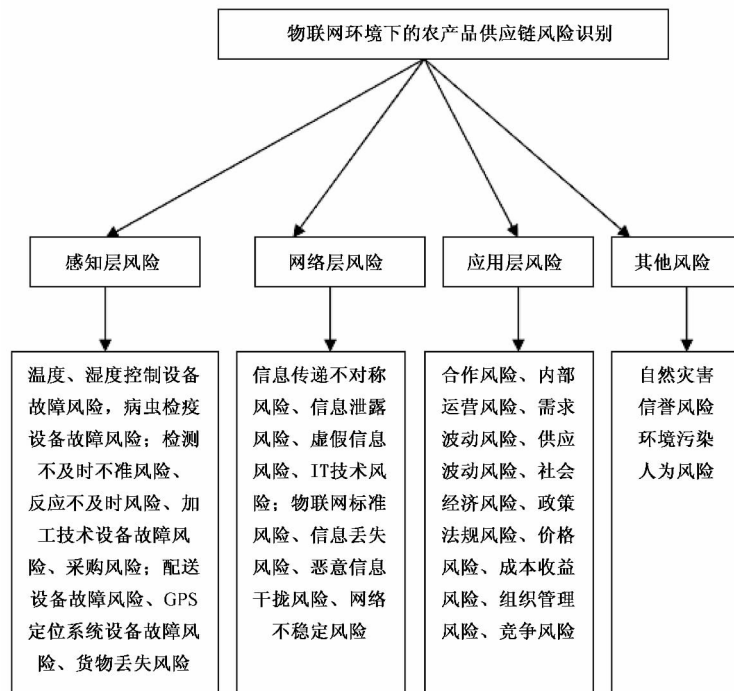 物联网环境下的农产品供应链风险识别
感知层风险
网络层风险
应用层风险
其他风险
温度、湿度控制设备
故障风险，病虫检疫
设备故障风险；检测
不及时不准风险、
反应不及时风险、加
工技术设备故障风
险、采购风险；配送
设备故障风险、GPS
定位系统设备故障风
险、货物丢失风险
信息传递不对称
风险、信息泄露
风险、虚假信息
风险、IT技术风
险；物联网标准
风险、信息丢失
风险、恶意信息
干拢风险、网络
不稳定风险
合作风险、内部
运营风险、需求
波动风险、供应
波动风险、社会
经济风险、政策
法规风险、价格
风险、成本收益
风险、组织管理
风险、竞争风险
自然灾害
信誉风险
环境污染
人为风险